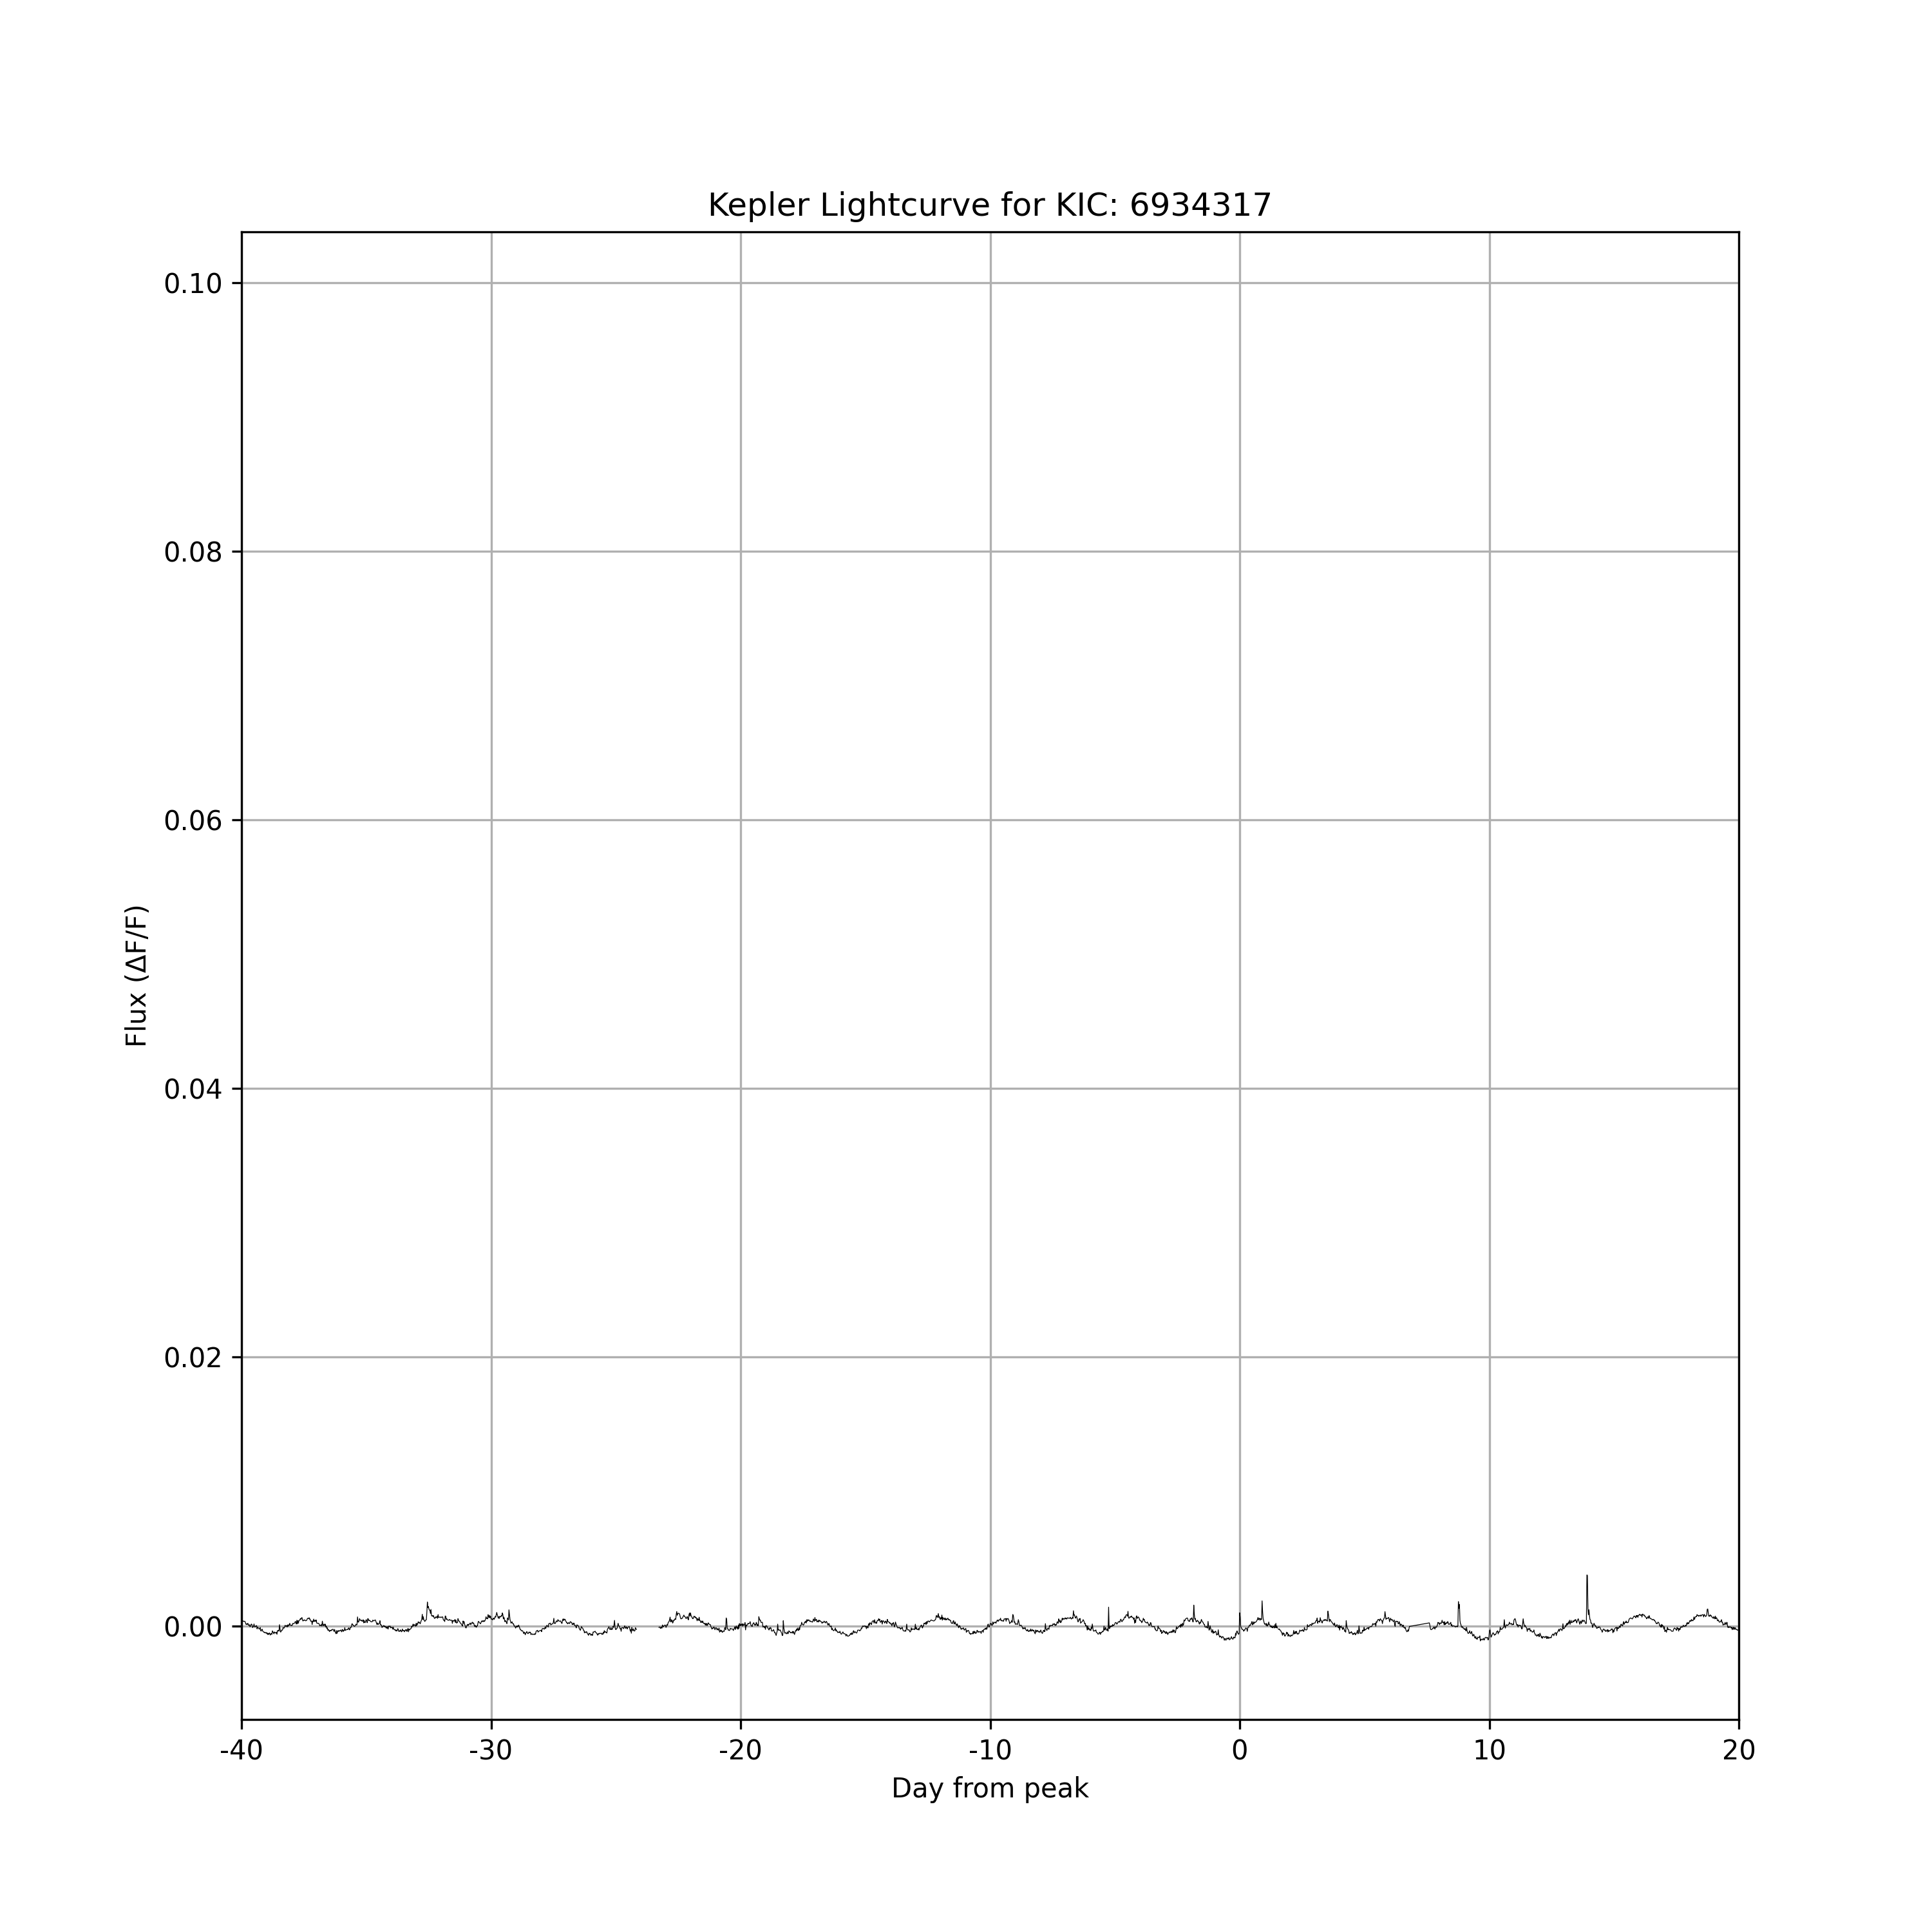 Kepler Lightcurve for KIC: 6934317
0.10
0.08
0.06
0.04
0.02
0.00
Flux (ΔF/F)
-40 -30 -20 -10 0 10 20
Day from peak